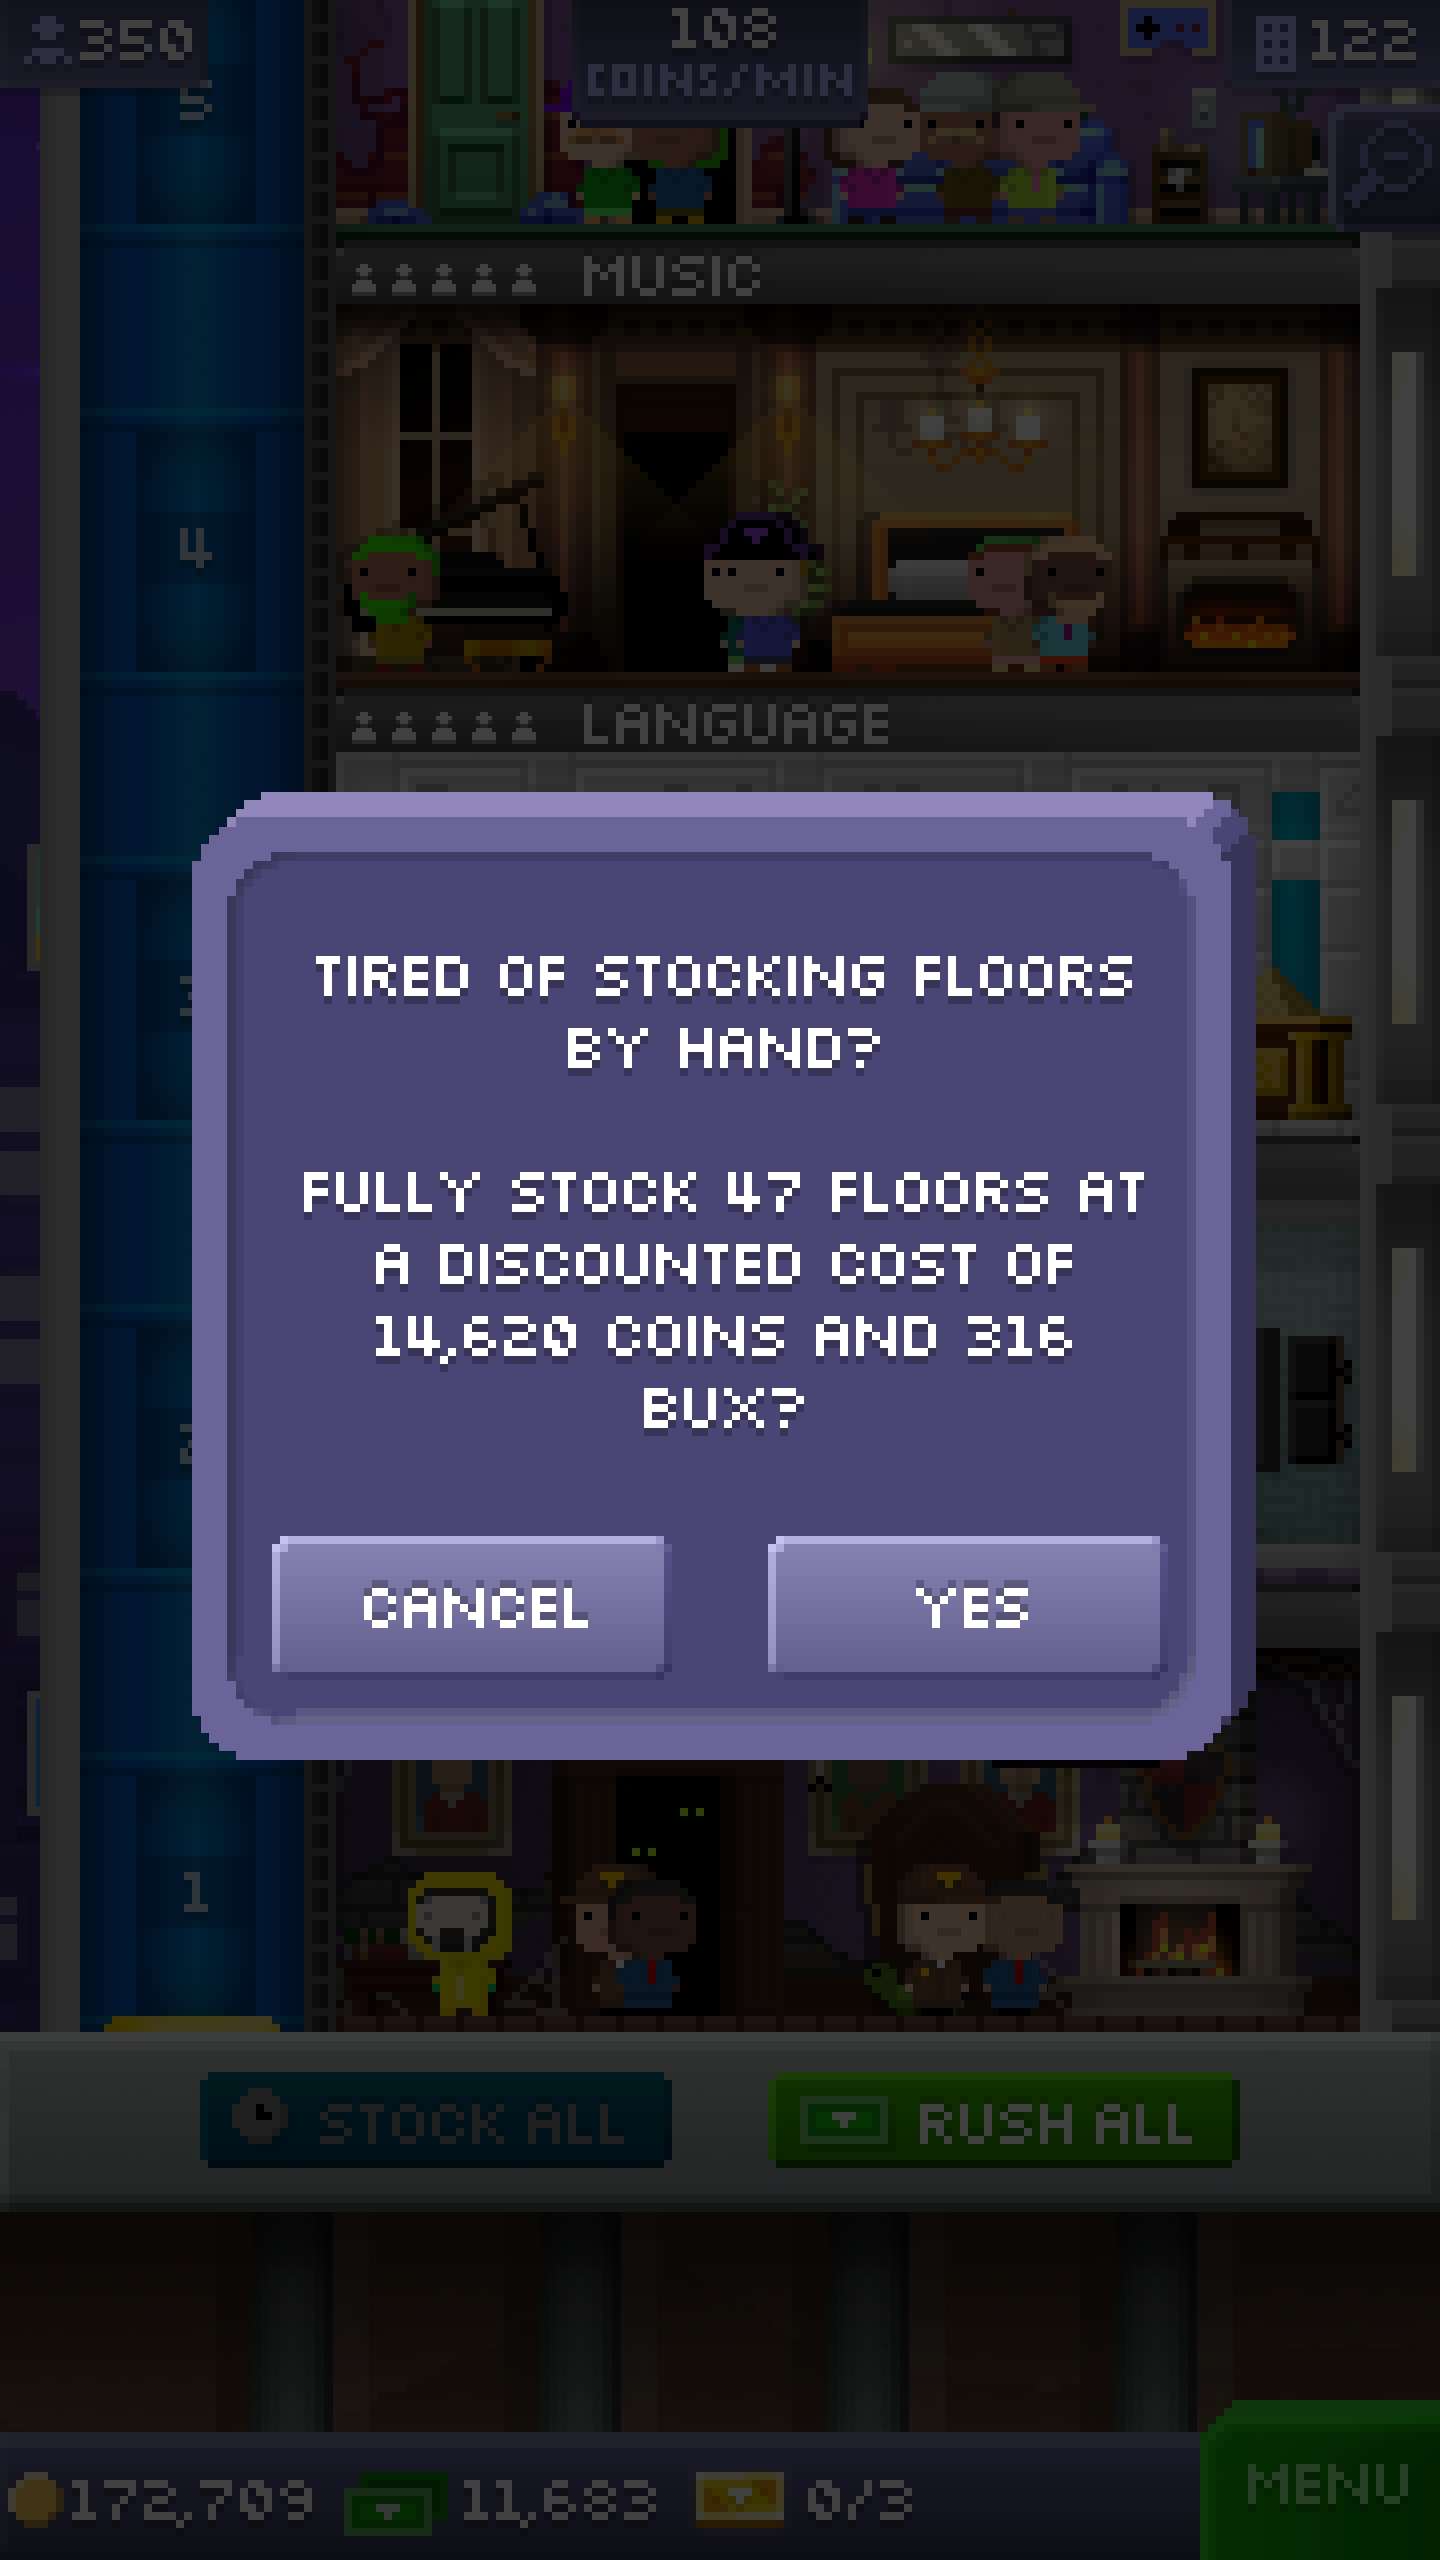 350
108
COINS/MIN
122
5
MUSIC
4
LANGUAGE
TIRED OF STOCKING FLOORS
BY HAND?
FULLY STOCK 47 FLOORS AT
A DISCOUNTED COST OF
14,620 COINS AND 316
BUX?
CANCEL
YES
1
STOCK ALL
RUSH ALL
172,709
11,683
0/3
MENU